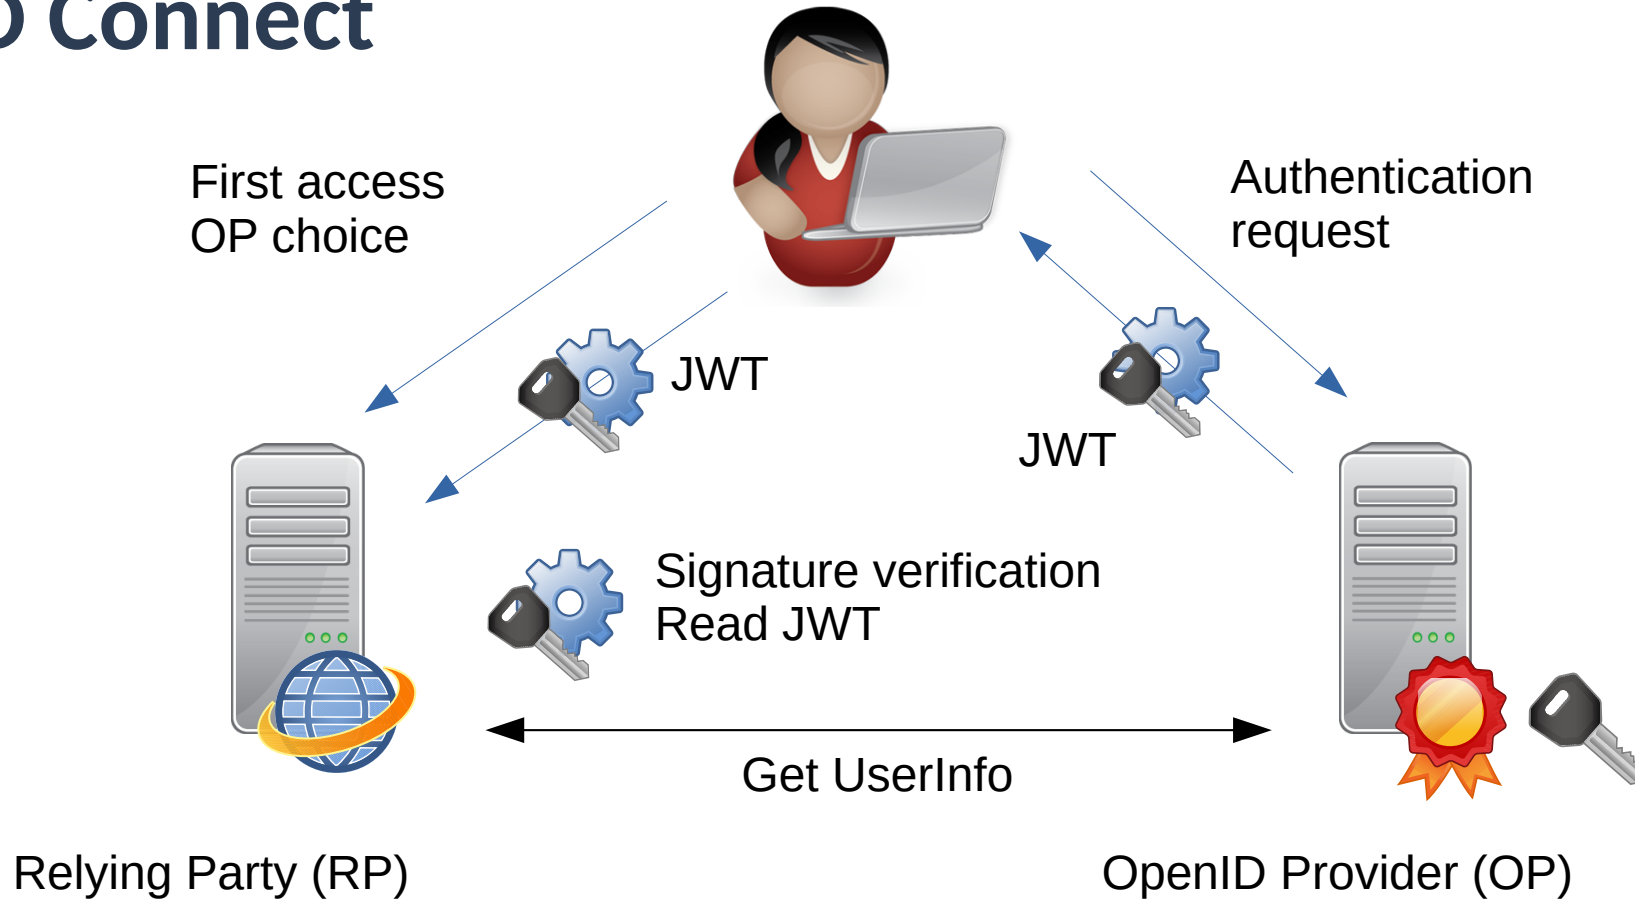 D Connect
First access
OP choice
Authentication
request
JWT
JWT
Signature verification
Read JWT
Get UserInfo
Relying Party (RP)
OpenID Provider (OP)